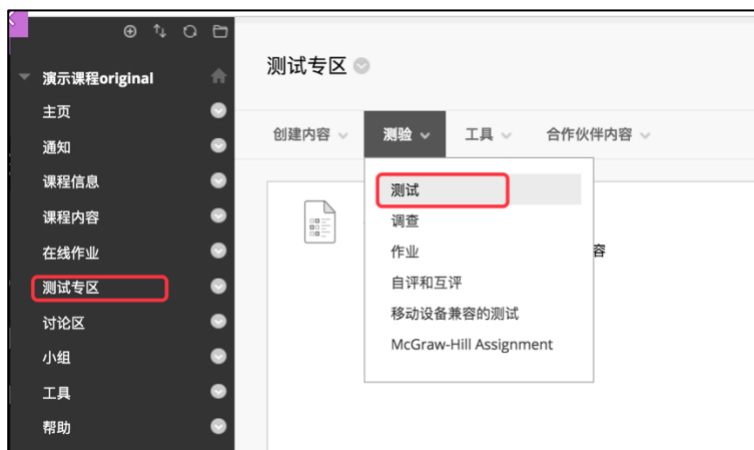 演示课程original
主页
通知
课程信息
课程内容
在线作业
测试专区
讨论区
小组
工具
帮助
测试专区
创建内容 测验 工具 合作伙伴内容
测试
调查
作业
自评和互评
移动设备兼容的测试
McGraw-Hill Assignment
容